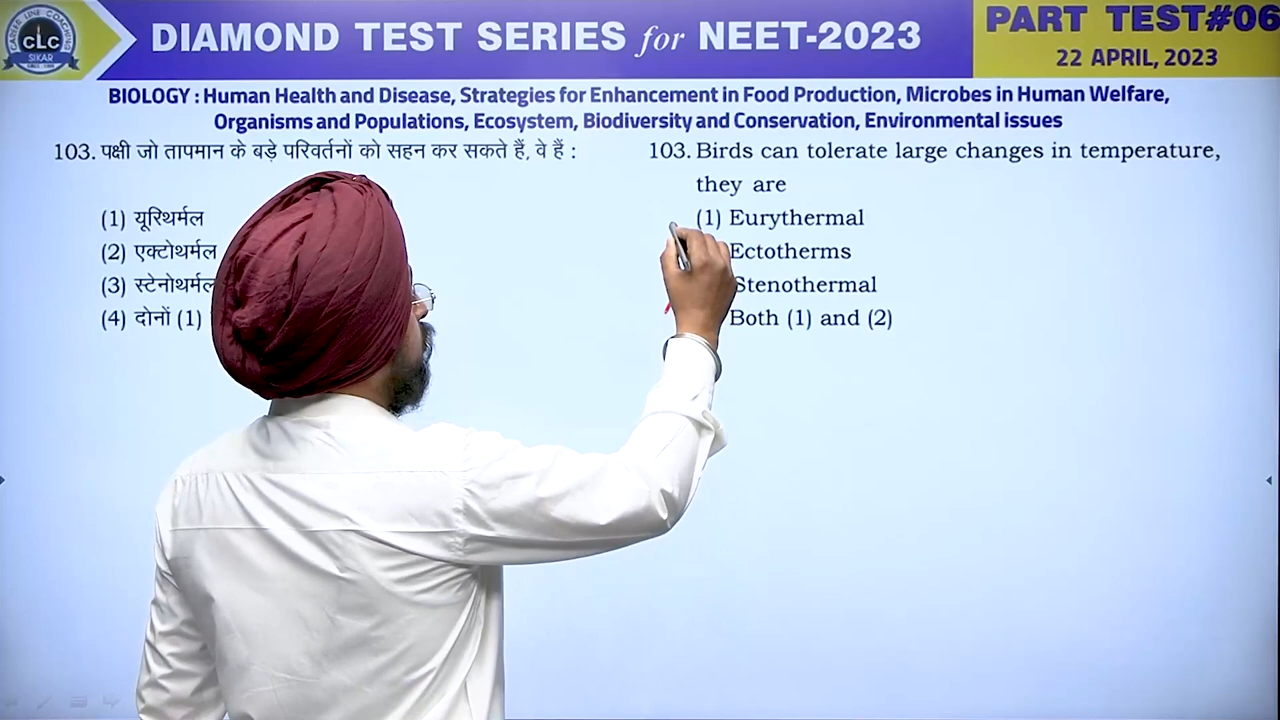 CLC
SIKAR
DIAMOND TEST SERIES for NEET-2023
PART TEST#06
22 APRIL, 2023
BIOLOGY : Human Health and Disease, Strategies for Enhancement in Food Production, Microbes in Human Welfare,
Organisms and Populations, Ecosystem, Biodiversity and Conservation, Environmental issues
103. पक्षी जो तापमान के बड़े परिवर्तनों को सहन कर सकते हैं, वे हैं :
(1) यूरिथर्मल
(2) एक्टोथर्मल
(3) स्टेनोथर्मल
(4) दोनों (1)
103. Birds can tolerate large changes in temperature,
they are
(1) Eurythermal
Ectotherms
Stenothermal
Both (1) and (2)